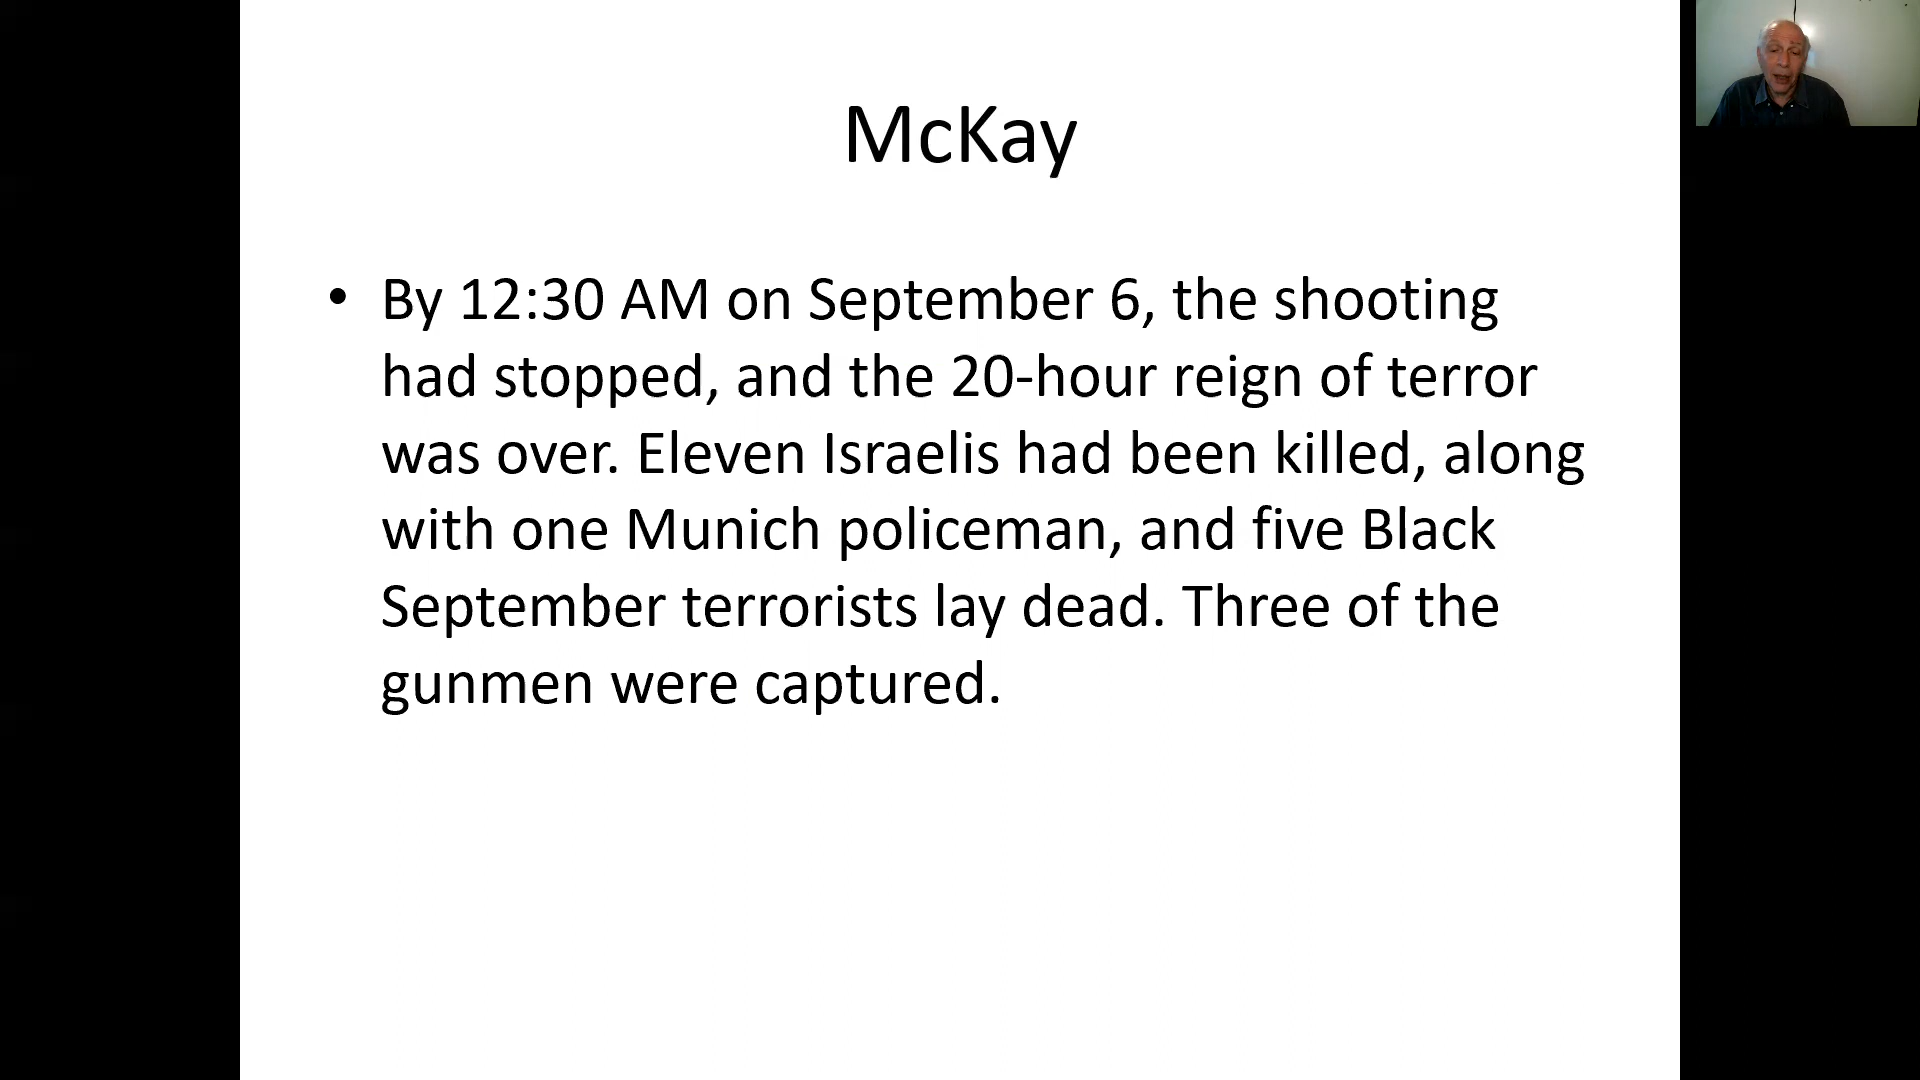 McKay
• By 12:30 AM on September 6, the shooting
had stopped, and the 20-hour reign of terror
was over. Eleven Israelis had been killed, along
with one Munich policeman, and five Black
September terrorists lay dead. Three of the
gunmen were captured.